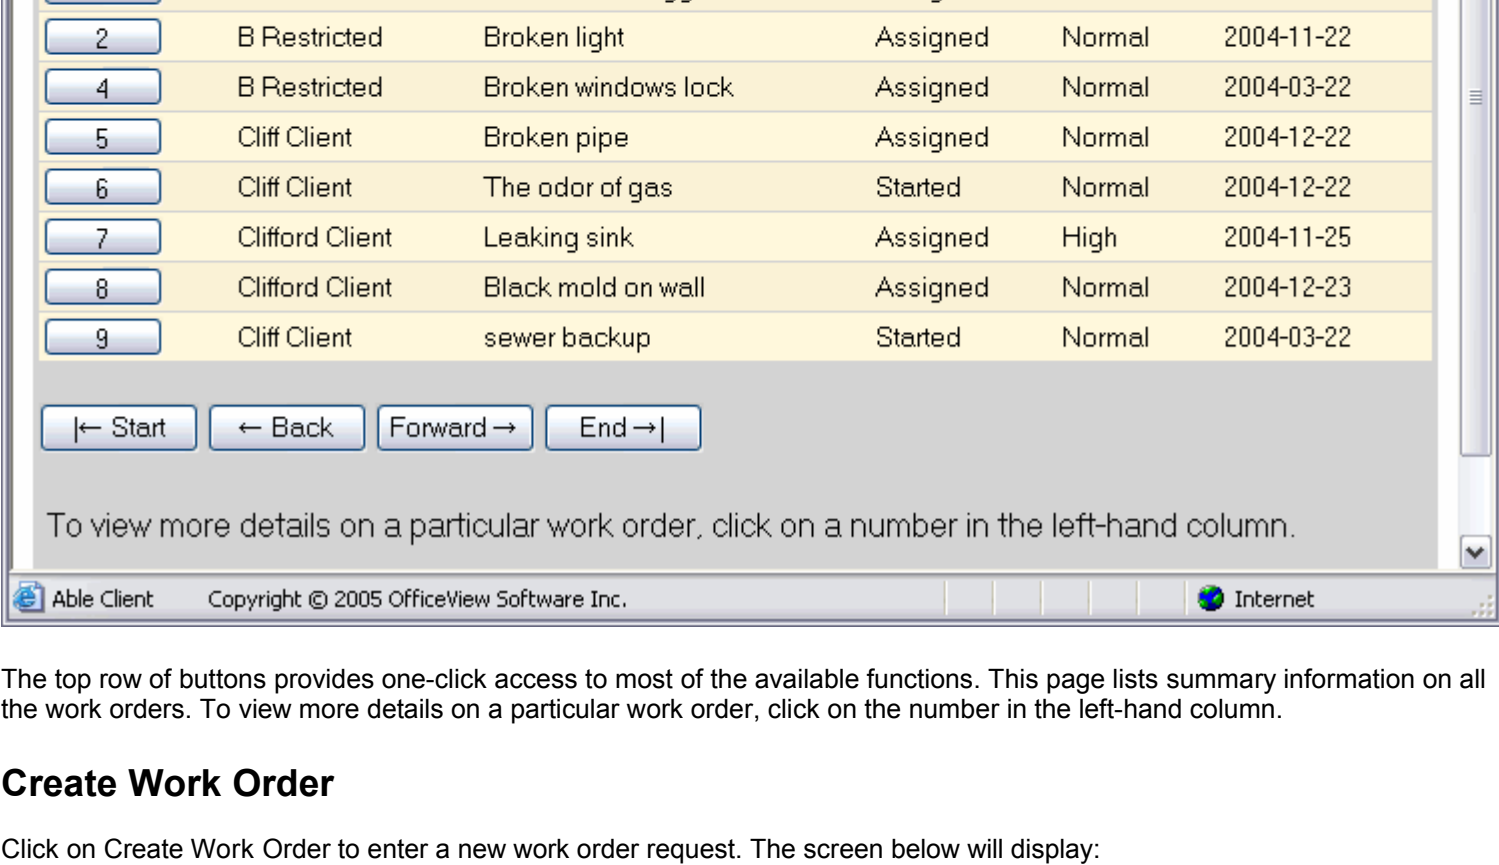 2 B Restricted Broken light Assigned Normal 2004-11-22
4 B Restricted Broken windows lock Assigned Normal 2004-03-22
5 Cliff Client Broken pipe Assigned Normal 2004-12-22
6 Cliff Client The odor of gas Started Normal 2004-12-22
7 Clifford Client Leaking sink Assigned High 2004-11-25
8 Clifford Client Black mold on wall Assigned Normal 2004-12-23
9 Cliff Client sewer backup Started Normal 2004-03-22
|← Start ← Back Forward → End →|
To view more details on a particular work order, click on a number in the left-hand column.
Able Client Copyright © 2005 OfficeView Software Inc. Internet
The top row of buttons provides one-click access to most of the available functions. This page lists summary information on all
the work orders. To view more details on a particular work order, click on the number in the left-hand column.
Create Work Order
Click on Create Work Order to enter a new work order request. The screen below will display: